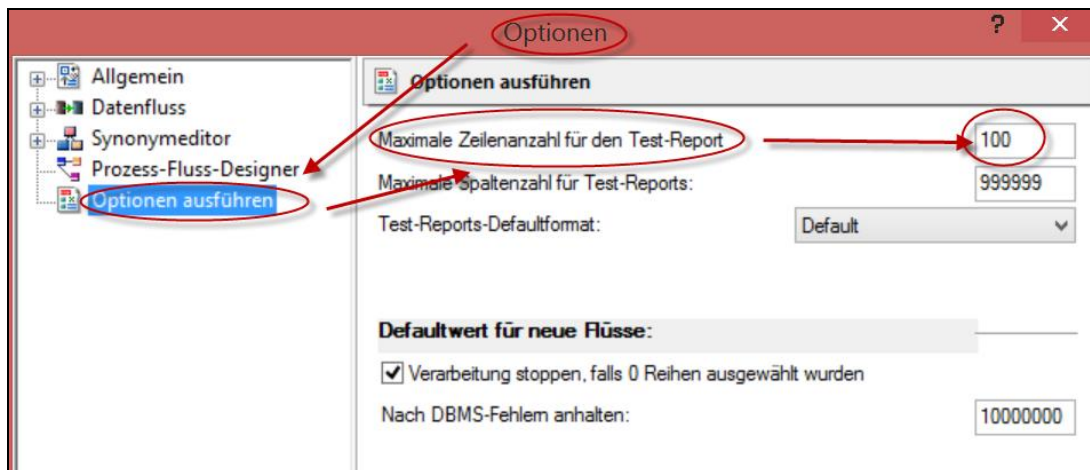 Optionen
?
Allgemein
Datenfluss
Synonymeditor
Prozess-Fluss-Designer
Optionen ausführen
Optionen ausführen
Maximale Zeilenanzahl für den Test-Report 100
Maximale Spaltenzahl für Test-Reports: 999999
Test-Reports-Defaultformat: Default
Defaultwert für neue Flüsse:
Verarbeitung stoppen, falls 0 Reihen ausgewählt wurden
Nach DBMS-Fehlern anhalten: 10000000